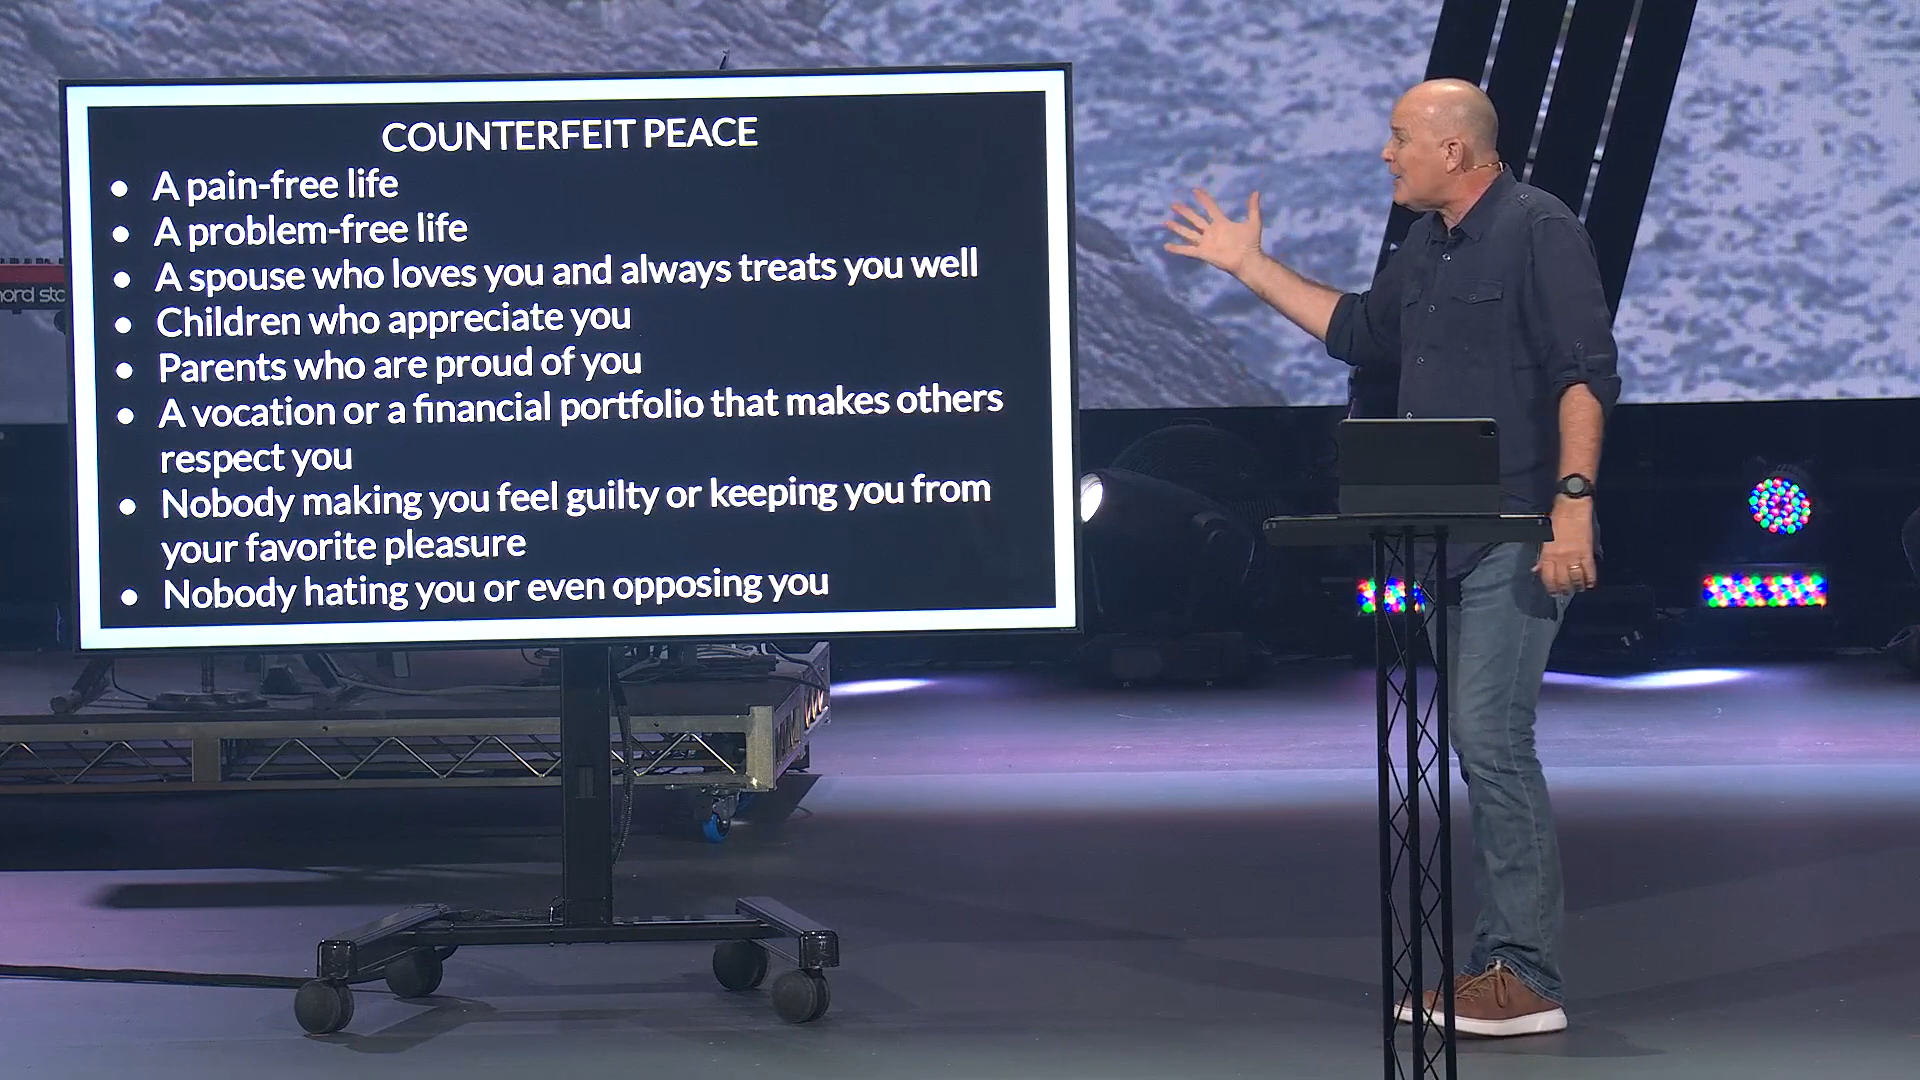 COUNTERFEIT PEACE
● A pain-free life
● A problem-free life
● A spouse who loves you and always treats you well
● Children who appreciate you
● Parents who are proud of you
● A vocation or a financial portfolio that makes others
respect you
● Nobody making you feel guilty or keeping you from
your favorite pleasure
● Nobody hating you or even opposing you